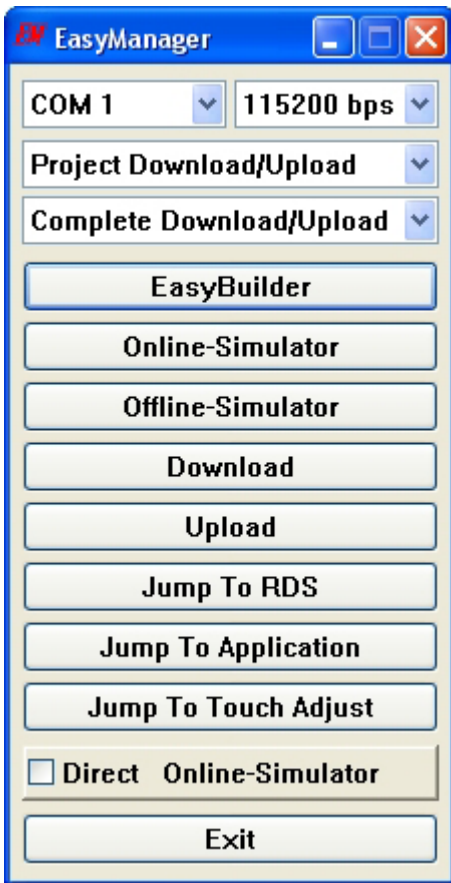 EM EasyManager
COM 1 115200 bps
Project Download/Upload
Complete Download/Upload
EasyBuilder
Online-Simulator
Offline-Simulator
Download
Upload
Jump To RDS
Jump To Application
Jump To Touch Adjust
Direct Online-Simulator
Exit